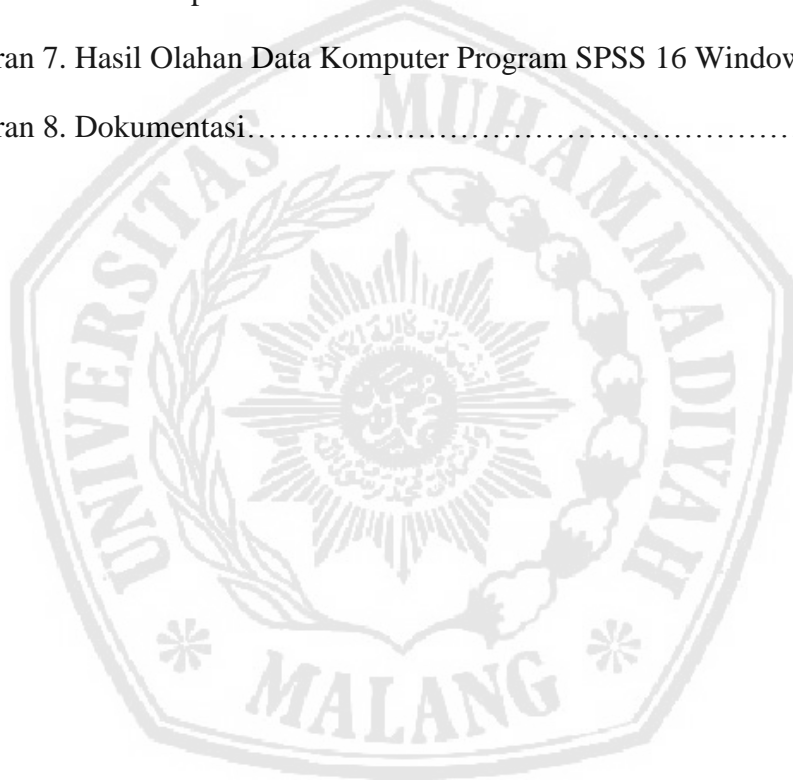 ran 7. Hasil Olahan Data Komputer Program SPSS 16 Window
ran 8. Dokumentasi……………………………………………
UNIVERSITAS MUHAMMADIYAH
MALANG